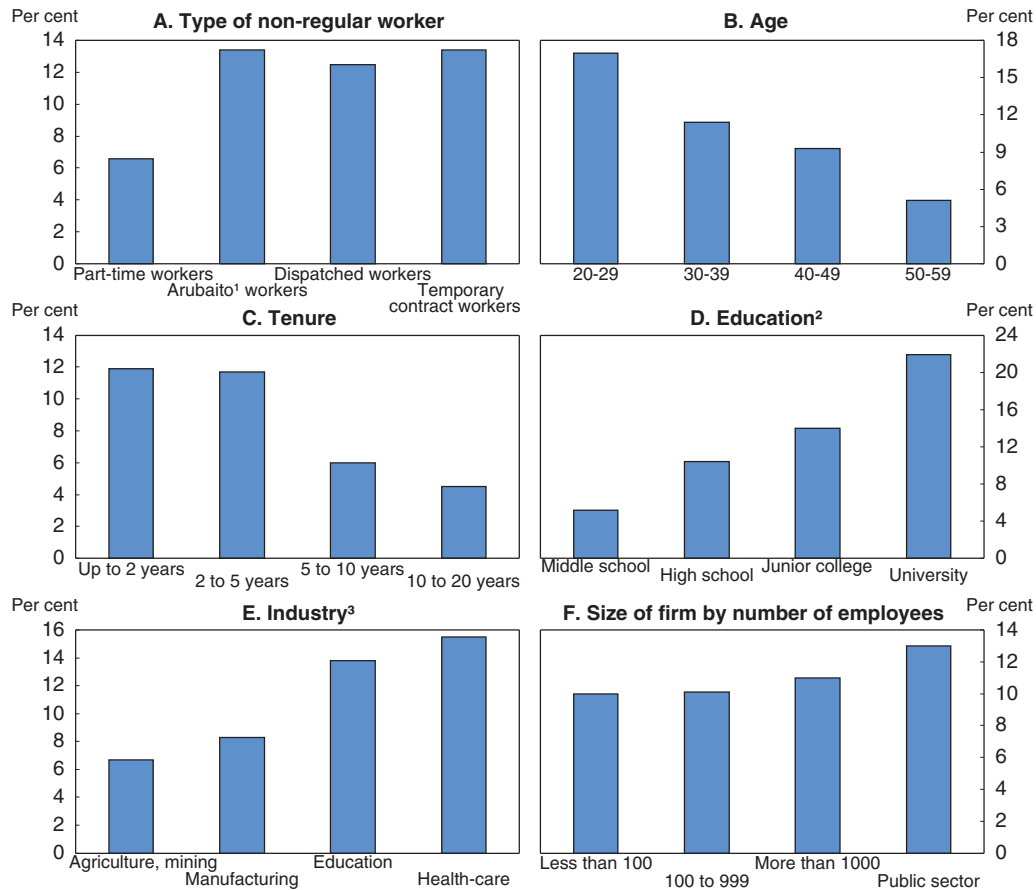 Per cent
A. Type of non-regular worker
14
12
10
8
6
4
2
0
Part-time workers
Arubaito¹ workers
Dispatched workers
Temporary
contract workers
B. Age
Per cent
18
15
12
9
6
3
0
20-29
30-39
40-49
50-59
Per cent
C. Tenure
14
12
10
8
6
4
2
0
Up to 2 years
2 to 5 years
5 to 10 years
10 to 20 years
D. Education²
Per cent
24
20
16
12
8
4
0
Middle school
High school
Junior college
University
Per cent
E. Industry³
16
14
12
10
8
6
4
2
0
Agriculture, mining
Manufacturing
Education
Health-care
F. Size of firm by number of employees
Per cent
14
12
10
8
6
4
2
0
Less than 100
100 to 999
More than 1000
Public sector